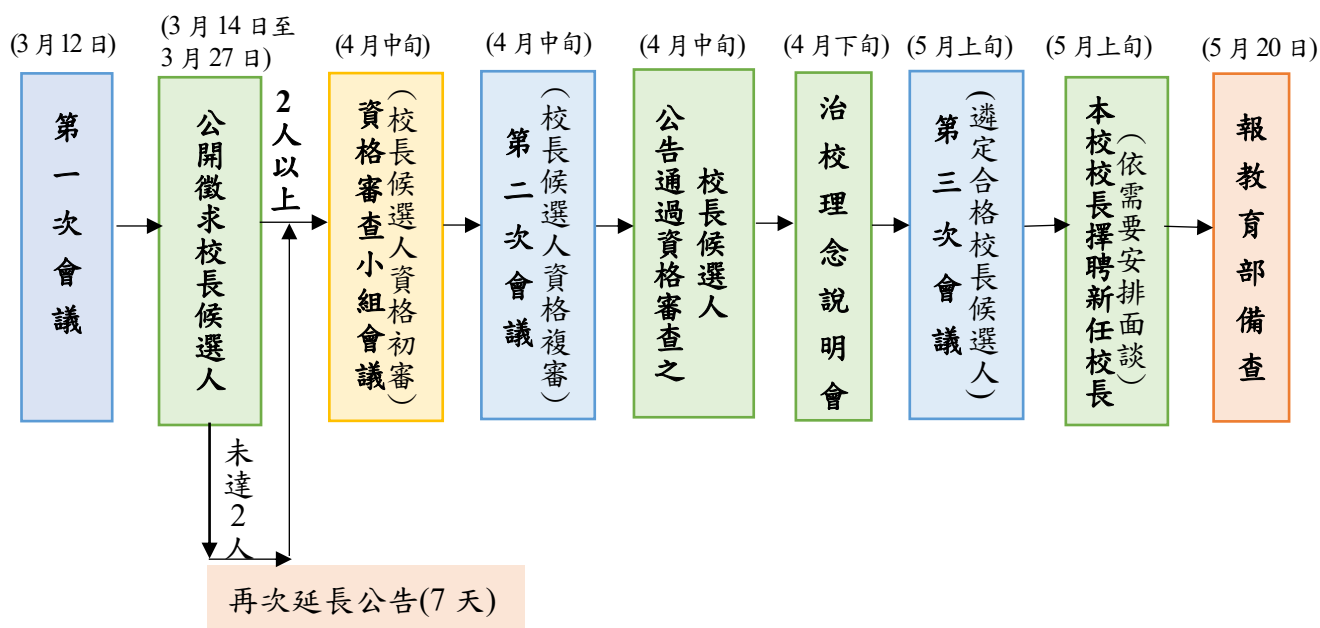 (3 月 12 日)
第一次會議
(3 月 14 日至
3 月 27 日)
公開徵求校長候選人
2人以上
未達2人
再次延長公告(7 天)
(4 月中旬)
資格審查小組會議
(校長候選人資格初審)
(4 月中旬)
第二次會議
(校長候選人資格複審)
(4 月中旬)
公告通過資格審查之
校長候選人
(4 月下旬)
治校理念說明會
(5 月上旬)
第三次會議
(遴定合格校長候選人)
(5 月上旬)
本校校長擇聘新任校長
(依需要安排面談)
(5 月 20 日)
報教育部備查